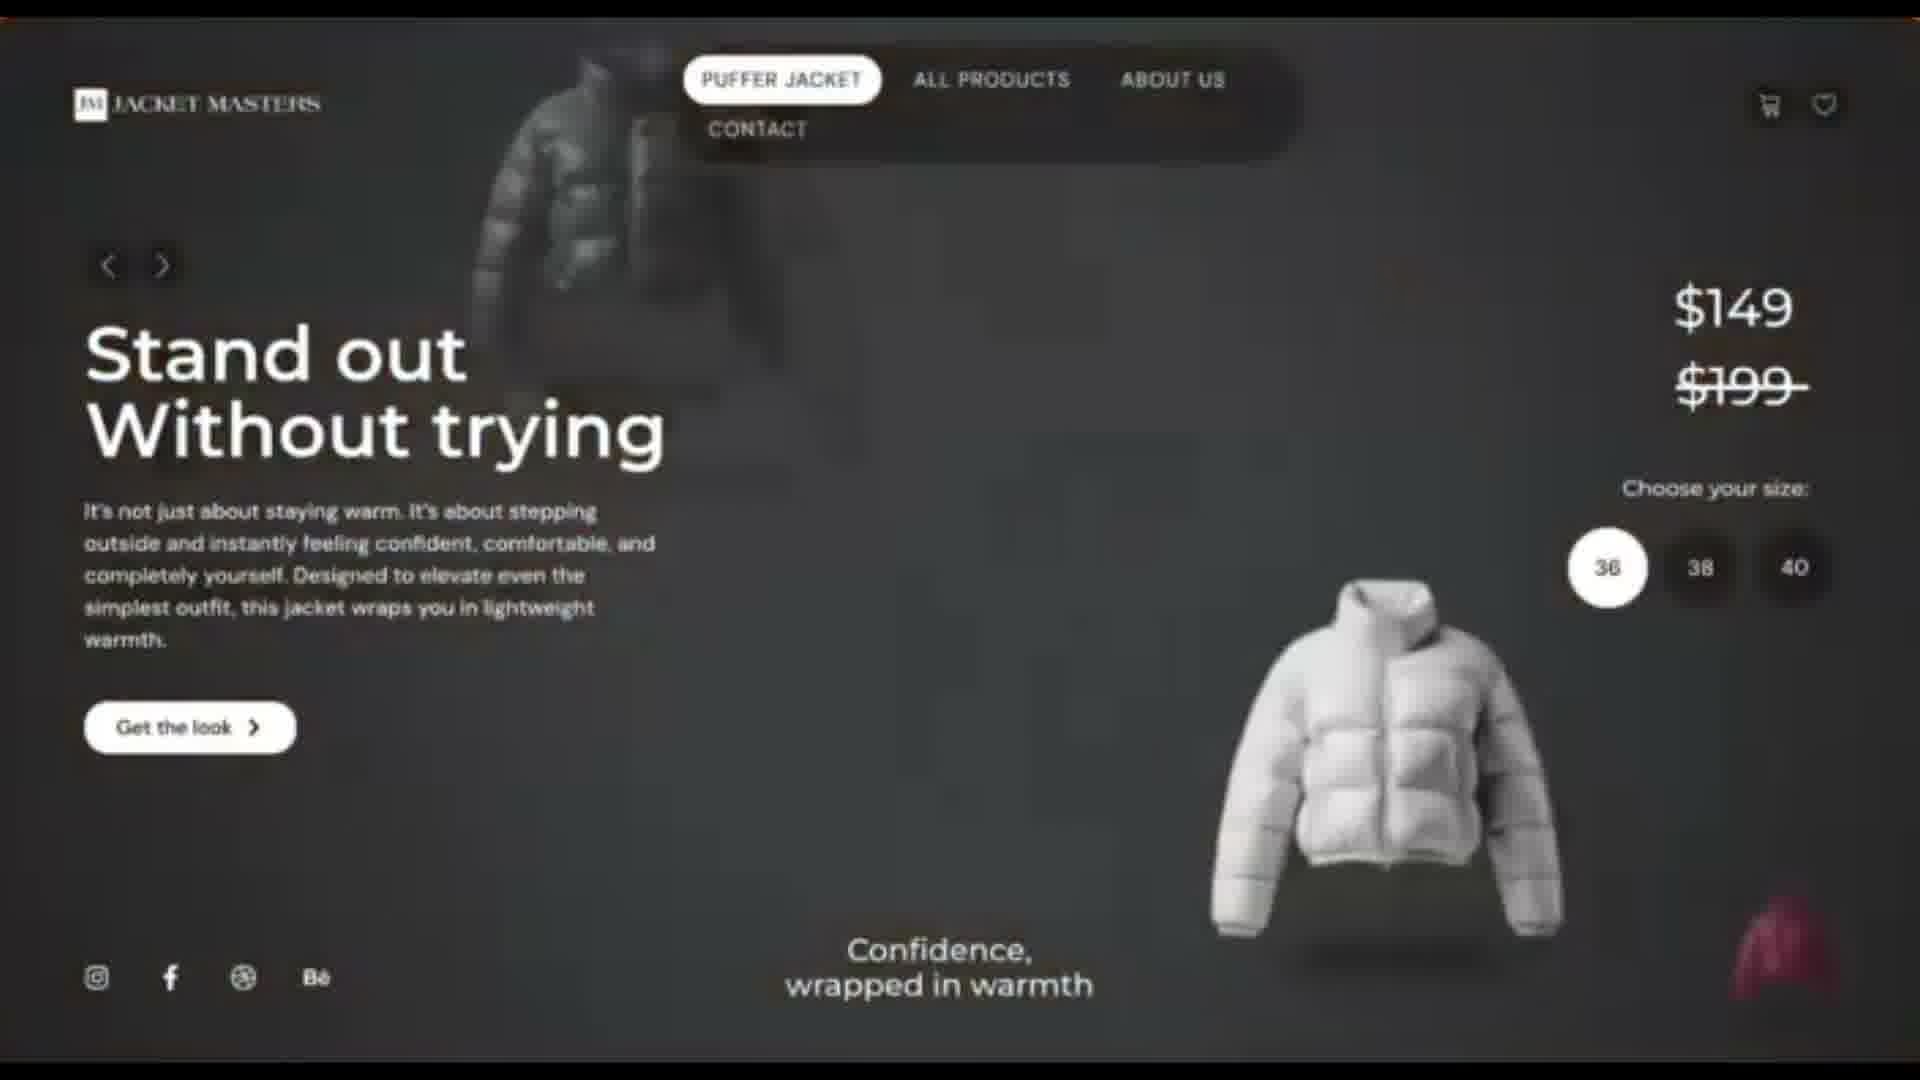 JM JACKET MASTERS
PUFFER JACKET ALL PRODUCTS ABOUT US
CONTACT
Stand out
Without trying
It's not just about staying warm. It's about stepping
outside and instantly feeling confident, comfortable, and
completely yourself. Designed to elevate even the
simplest outfit, this jacket wraps you in lightweight
warmth.
Get the look
$149
$199
Choose your size:
36 38 40
Confidence,
wrapped in warmth
Bē